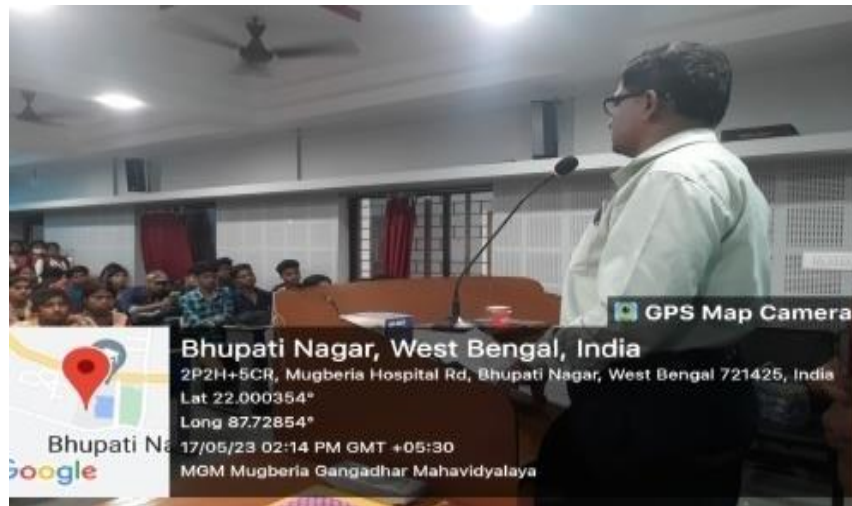 GPS Map Camera
Bhupati Nagar, West Bengal, India
2P2H+5CR, Mugberia Hospital Rd, Bhupati Nagar, West Bengal 721425, India
Lat 22.000354°
Long 87.72854°
17/05/23 02:14 PM GMT +05:30
MGM Mugberia Gangadhar Mahavidyalaya
Bhupati Na
Google